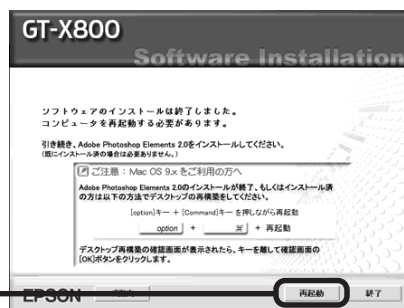 GT-X800
Software Installation
ソフトウェアのインストールは終了しました。
コンピュータを再起動する必要があります。
引き続き、Adobe Photoshop Elements 2.0をインストールしてください。
(既にインストール済の場合は必要ありません。)
ご注意：Mac OS 9.x をご利用の方へ
Adobe Photoshop Elements 2.0のインストールが終了、もしくはインストール済
の方は以下の方法でデスクトップの再構築をしてください。
[option]キー + [Command]キー を押しながら再起動
option + ⌘ + 再起動
デスクトップ再構築の確認画面が表示されたら、キーを離して確認画面の
[OK]ボタンをクリックします。
EPSON
再起動
終了